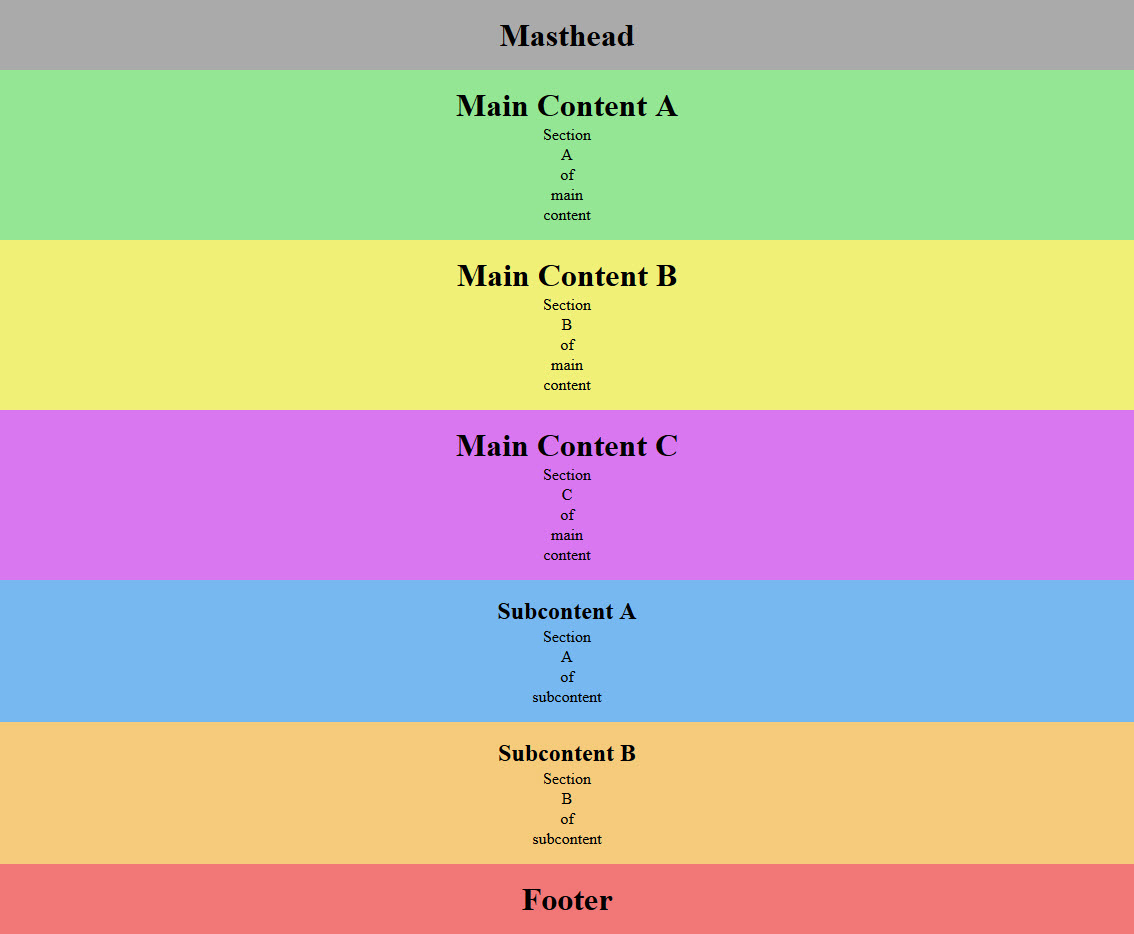 Masthead
Main Content A
Section
A
of
main
content
Main Content B
Section
B
of
main
content
Main Content C
Section
C
of
main
content
Subcontent A
Section
A
of
subcontent
Subcontent B
Section
B
of
subcontent
Footer